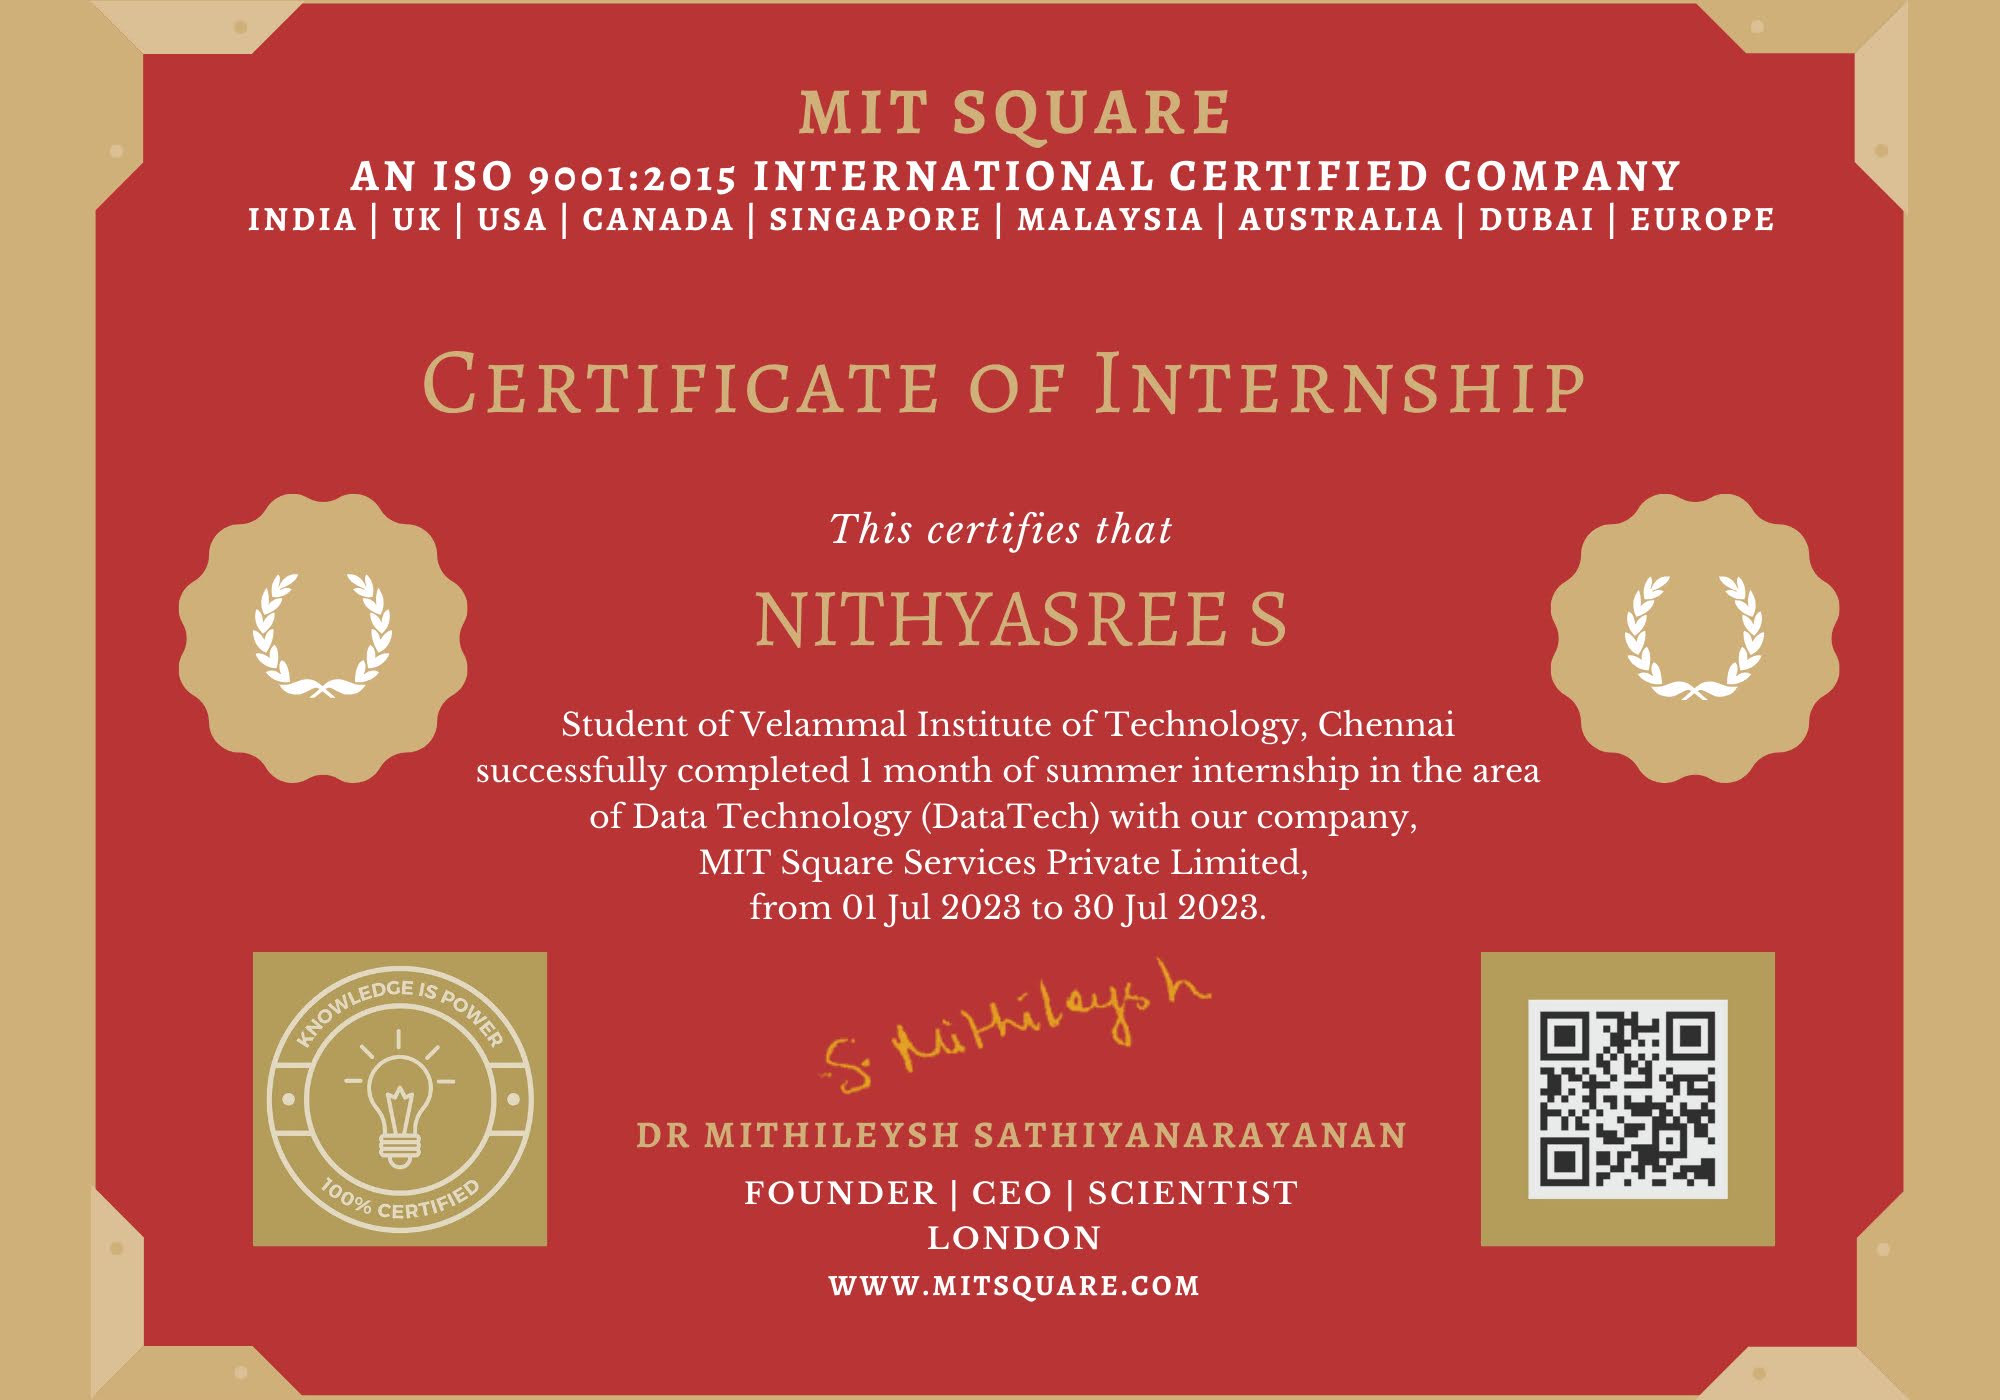 MIT SQUARE
AN ISO 9001:2015 INTERNATIONAL CERTIFIED COMPANY
INDIA | UK | USA | CANADA | SINGAPORE | MALAYSIA | AUSTRALIA | DUBAI | EUROPE
CERTIFICATE OF INTERNSHIP
This certifies that
NITHYASREE S
Student of Velammal Institute of Technology, Chennai
successfully completed 1 month of summer internship in the area
of Data Technology (DataTech) with our company,
MIT Square Services Private Limited,
from 01 Jul 2023 to 30 Jul 2023.
KNOWLEDGE IS POWER
100% CERTIFIED
S. Mithileysh
DR MITHILEYSH SATHIYANARAYANAN
FOUNDER | CEO | SCIENTIST
LONDON
WWW.MITSQUARE.COM